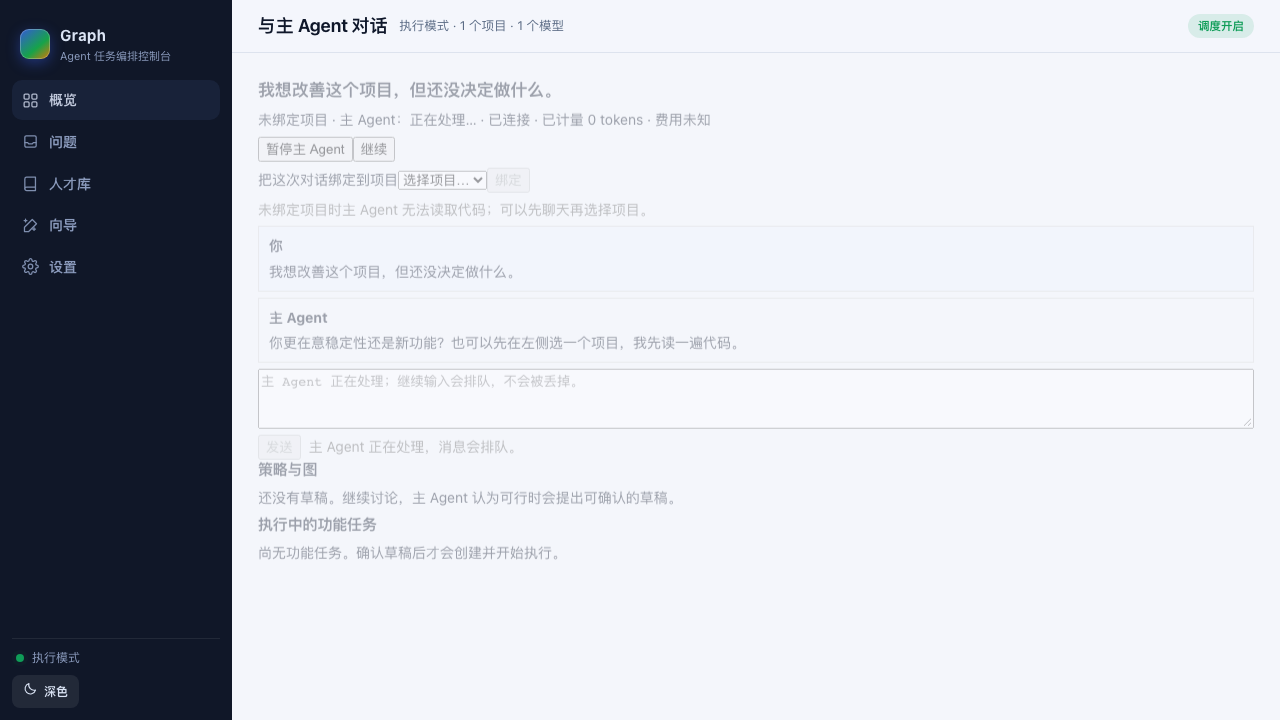 Graph
Agent 任务编排控制台
概览
问题
人才库
向导
设置
执行模式
深色
与主 Agent 对话
执行模式 · 1 个项目 · 1 个模型
调度开启
我想改善这个项目，但还没决定做什么。
未绑定项目 · 主 Agent：正在处理… · 已连接 · 已计量 0 tokens · 费用未知
暂停主 Agent
继续
把这次对话绑定到项目
选择项目…
绑定
未绑定项目时主 Agent 无法读取代码；可以先聊天再选择项目。
你
我想改善这个项目，但还没决定做什么。
主 Agent
你更在意稳定性还是新功能？也可以先在左侧选一个项目，我先读一遍代码。
主 Agent 正在处理；继续输入会排队，不会被丢掉。
发送
主 Agent 正在处理，消息会排队。
策略与图
还没有草稿。继续讨论，主 Agent 认为可行时会提出可确认的草稿。
执行中的功能任务
尚无功能任务。确认草稿后才会创建并开始执行。